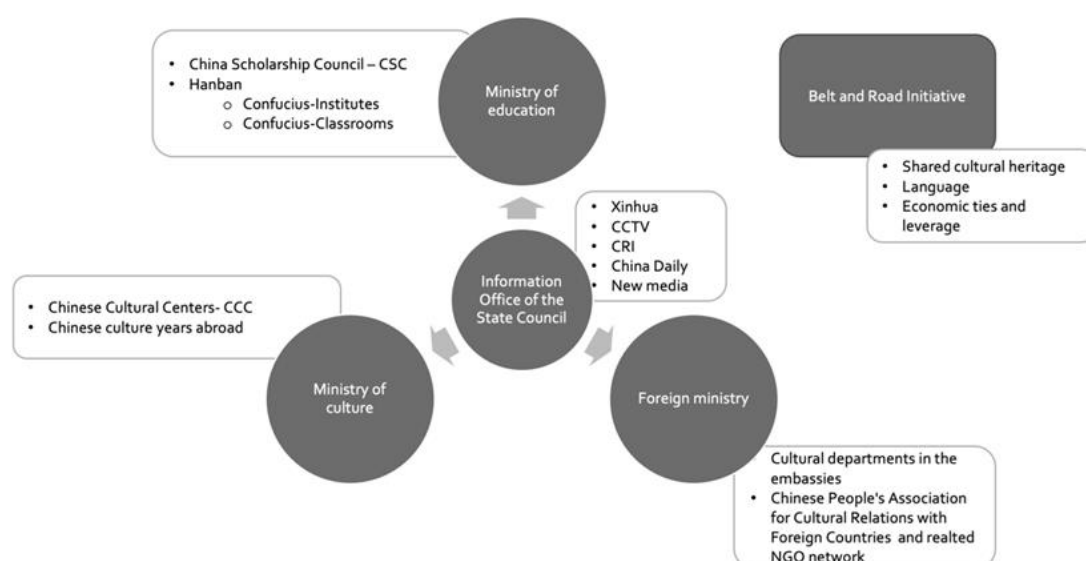 • China Scholarship Council – CSC
• Hanban
o Confucius-Institutes
o Confucius-Classrooms
Ministry of
education
Belt and Road Initiative
• Shared cultural heritage
• Language
• Economic ties and
leverage
• Xinhua
• CCTV
• CRI
• China Daily
• New media
Information
Office of the
State Council
• Chinese Cultural Centers- CCC
• Chinese culture years abroad
Ministry of
culture
Foreign ministry
Cultural departments in the
embassies
• Chinese People's Association
for Cultural Relations with
Foreign Countries and realted
NGO network